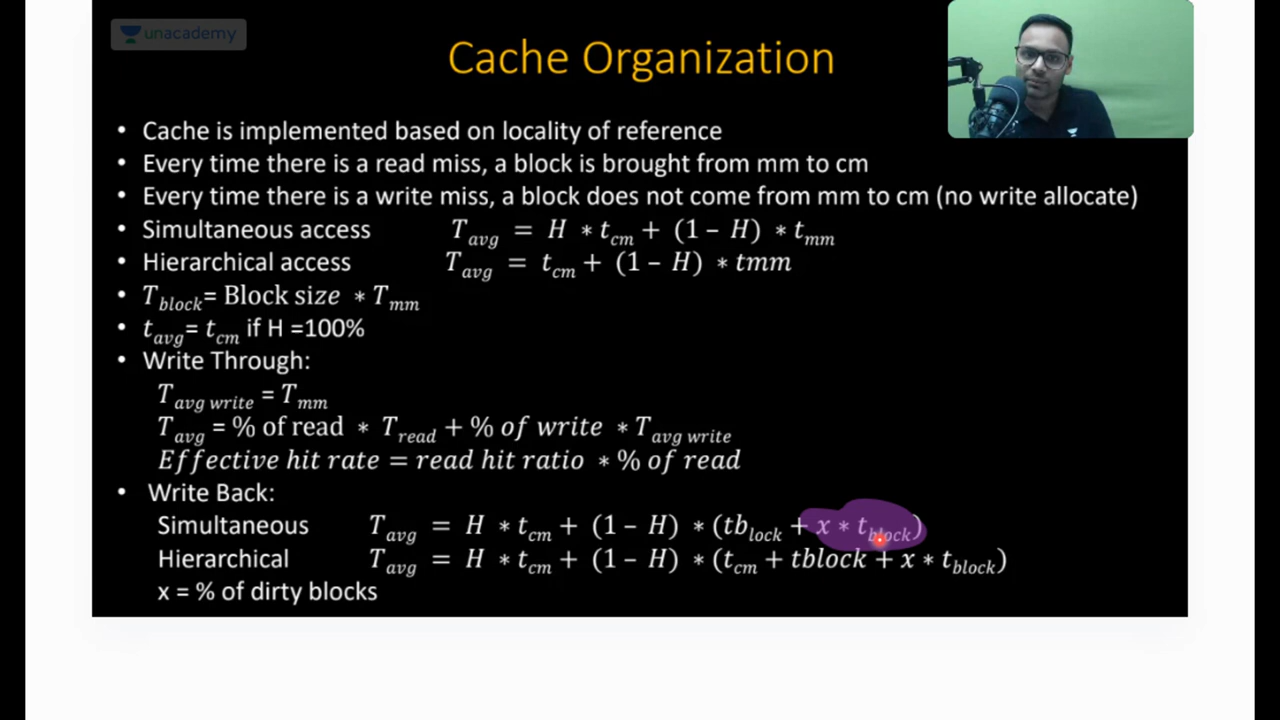 unacademy
Cache Organization
• Cache is implemented based on locality of reference
• Every time there is a read miss, a block is brought from mm to cm
• Every time there is a write miss, a block does not come from mm to cm (no write allocate)
• Simultaneous access T_avg = H * t_cm + (1 – H) * t_mm
• Hierarchical access T_avg = t_cm + (1 – H) * tmm
• T_block= Block size * T_mm
• t_avg= t_cm if H =100%
• Write Through:
T_avg write = T_mm
T_avg = % of read * T_read + % of write * T_avg write
Effective hit rate = read hit ratio * % of read
• Write Back:
Simultaneous T_avg = H * t_cm + (1 – H) * (tb_lock + x * t_block)
Hierarchical T_avg = H * t_cm + (1 – H) * (t_cm + tblock + x * t_block)
x = % of dirty blocks